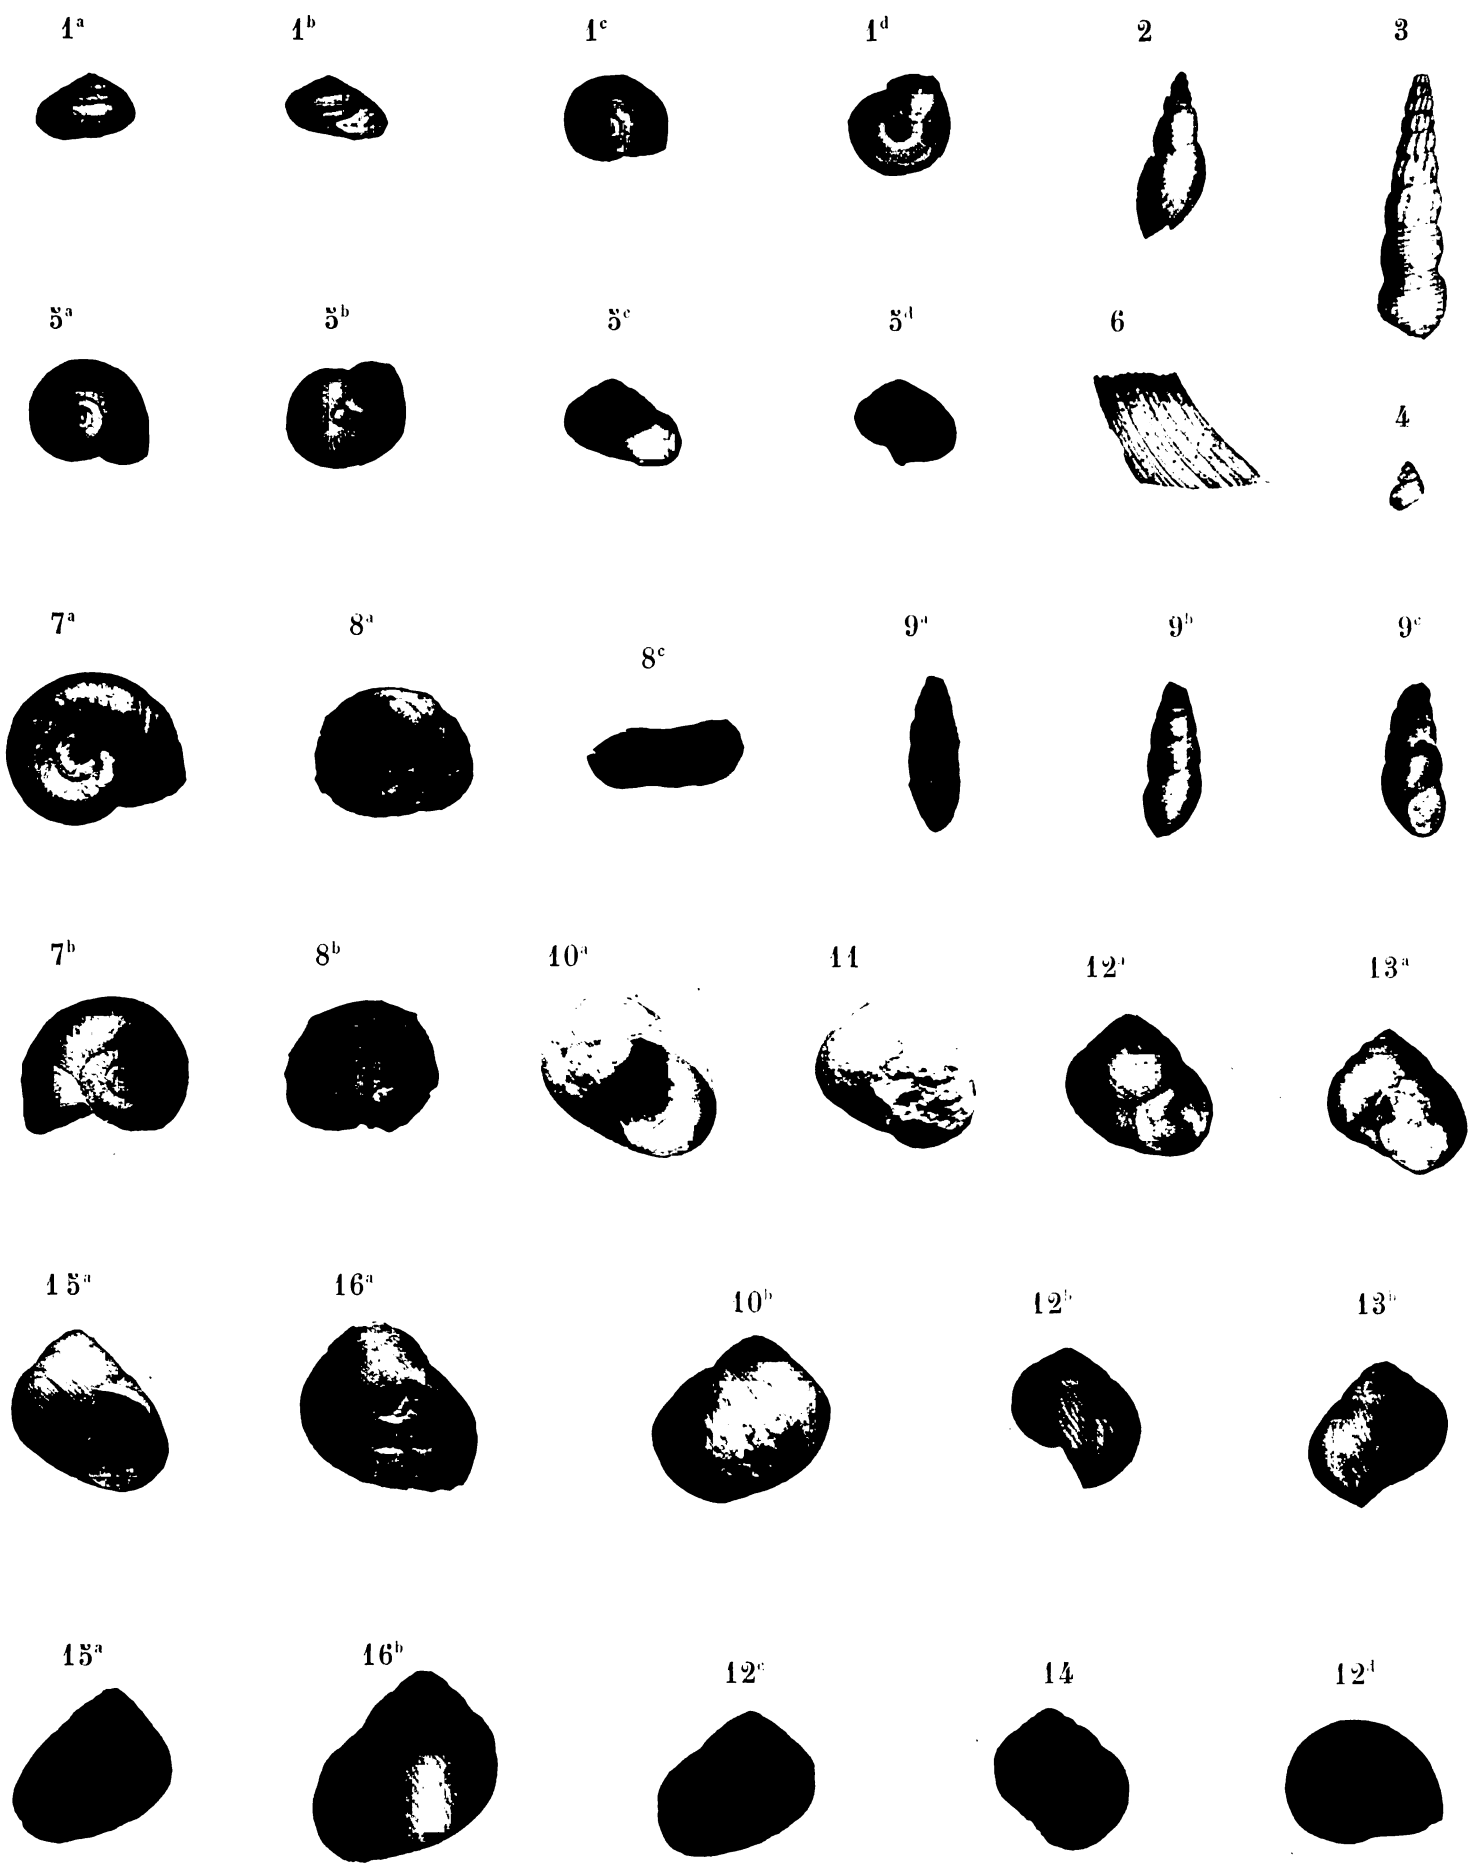 1ª 1ᵇ 1ᶜ 1ᵈ 2 3
5ª 5ᵇ 5ᶜ 5ᵈ 6
4
7ª 8ª 8ᶜ 9ª 9ᵇ 9ᶜ
7ᵇ 8ᵇ 10ª 11 12ª 13ª
15ª 16ª 10ᵇ 12ᵇ 13ᵇ
15ª 16ᵇ 12ᶜ 14 12ᵈ